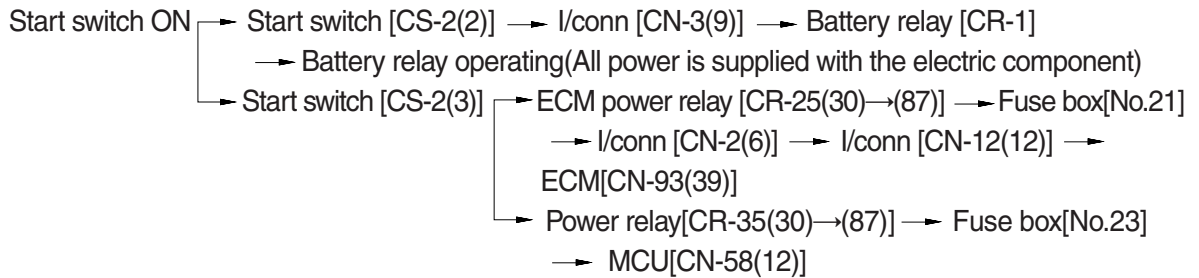 Start switch ON → Start switch [CS-2(2)] → I/conn [CN-3(9)] → Battery relay [CR-1]
→ Battery relay operating(All power is supplied with the electric component)
→ Start switch [CS-2(3)] → ECM power relay [CR-25(30)→(87)] → Fuse box[No.21]
→ I/conn [CN-2(6)] → I/conn [CN-12(12)] →
ECM[CN-93(39)]
→ Power relay[CR-35(30)→(87)] → Fuse box[No.23]
→ MCU[CN-58(12)]